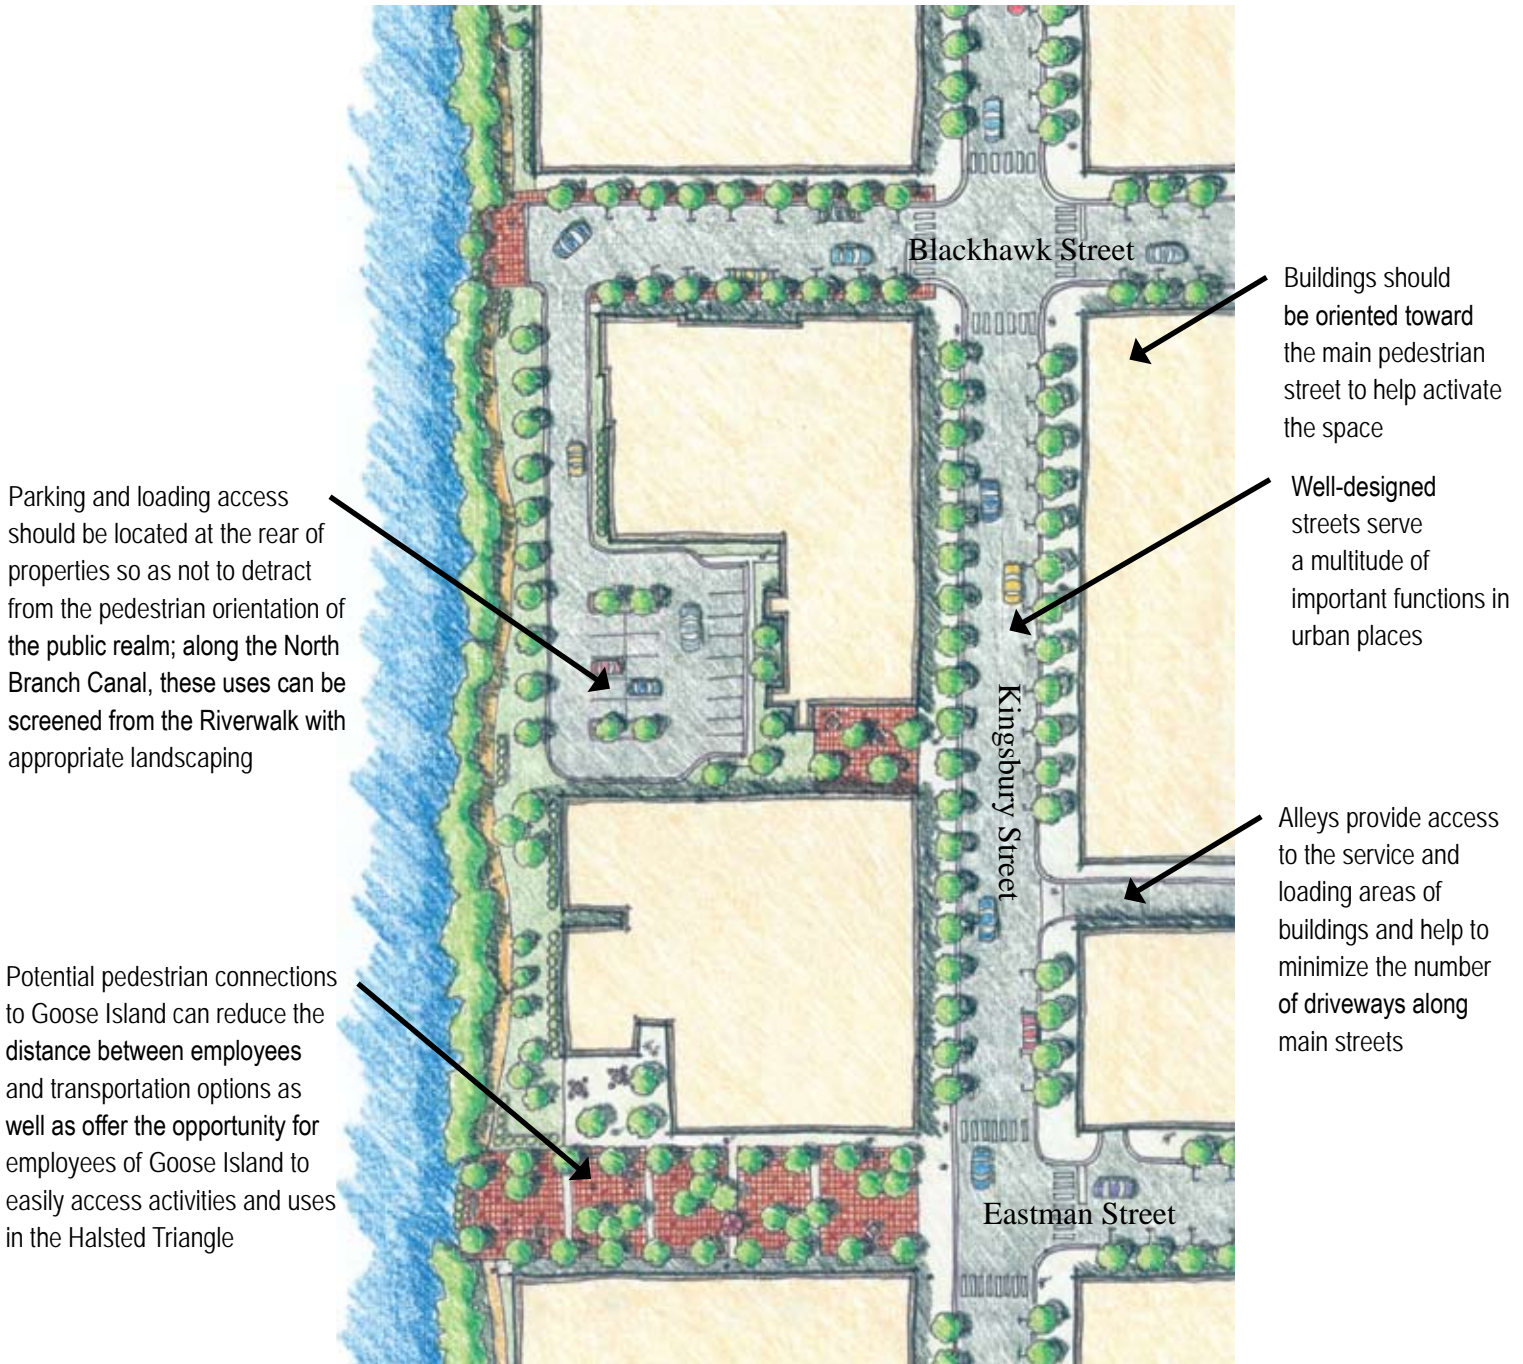 Blackhawk Street
Buildings should
be oriented toward
the main pedestrian
street to help activate
the space
Well-designed
streets serve
a multitude of
important functions in
urban places
Parking and loading access
should be located at the rear of
properties so as not to detract
from the pedestrian orientation of
the public realm; along the North
Branch Canal, these uses can be
screened from the Riverwalk with
appropriate landscaping
Kingsbury Street
Alleys provide access
to the service and
loading areas of
buildings and help to
minimize the number
of driveways along
main streets
Potential pedestrian connections
to Goose Island can reduce the
distance between employees
and transportation options as
well as offer the opportunity for
employees of Goose Island to
easily access activities and uses
in the Halsted Triangle
Eastman Street